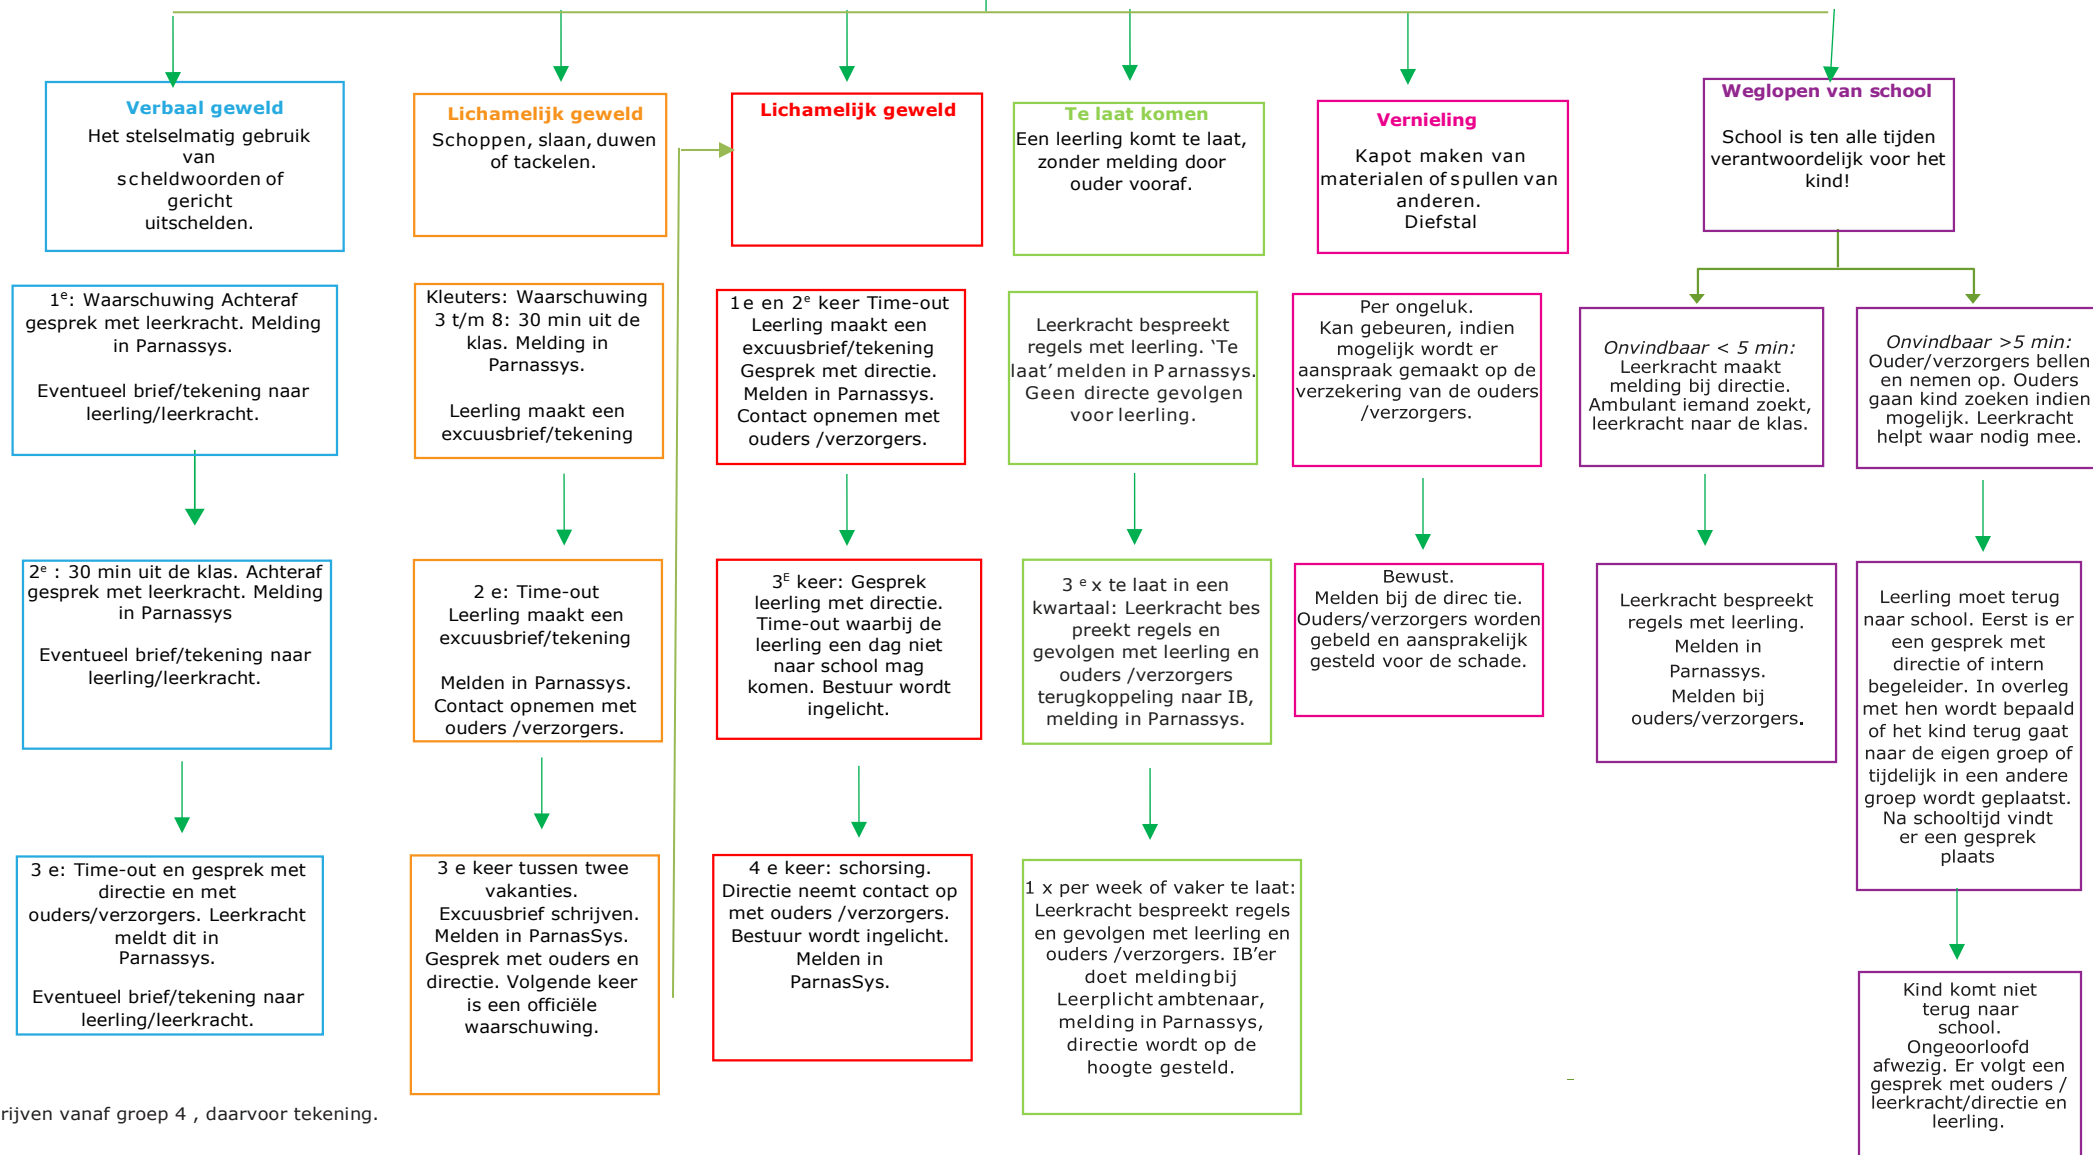 Verbaal geweld
Het stelselmatig gebruik
van
scheldwoorden of
gericht
uitschelden.
1e: Waarschuwing Achteraf
gesprek met leerkracht. Melding
in Parnassys.
Eventueel brief/tekening naar
leerling/leerkracht.
2e : 30 min uit de klas. Achteraf
gesprek met leerkracht. Melding
in Parnassys
Eventueel brief/tekening naar
leerling/leerkracht.
3 e: Time-out en gesprek met
directie en met
ouders/verzorgers. Leerkracht
meldt dit in
Parnassys.
Eventueel brief/tekening naar
leerling/leerkracht.
Lichamelijk geweld
Schoppen, slaan, duwen
of tackelen.
Kleuters: Waarschuwing
3 t/m 8: 30 min uit de
klas. Melding in
Parnassys.
Leerling maakt een
excuusbrief/tekening
2 e: Time-out
Leerling maakt een
excuusbrief/tekening
Melden in Parnassys.
Contact opnemen met
ouders /verzorgers.
3 e keer tussen twee
vakanties.
Excuusbrief schrijven.
Melden in ParnasSys.
Gesprek met ouders en
directie. Volgende keer
is een officiële
waarschuwing.
Lichamelijk geweld
1e en 2e keer Time-out
Leerling maakt een
excuusbrief/tekening
Gesprek met directie.
Melden in Parnassys.
Contact opnemen met
ouders /verzorgers.
3E keer: Gesprek
leerling met directie.
Time-out waarbij de
leerling een dag niet
naar school mag
komen. Bestuur wordt
ingelicht.
4 e keer: schorsing.
Directie neemt contact op
met ouders /verzorgers.
Bestuur wordt ingelicht.
Melden in
ParnasSys.
Te laat komen
Een leerling komt te laat,
zonder melding door
ouder vooraf.
Leerkracht bespreekt
regels met leerling. ‘Te
laat’ melden in Parnassys.
Geen directe gevolgen
voor leerling.
3 e x te laat in een
kwartaal: Leerkracht bes
preekt regels en
gevolgen met leerling en
ouders /verzorgers
terugkoppeling naar IB,
melding in Parnassys.
1 x per week of vaker te laat:
Leerkracht bespreekt regels
en gevolgen met leerling en
ouders /verzorgers. IB’er
doet melding bij
Leerplicht ambtenaar,
melding in Parnassys,
directie wordt op de
hoogte gesteld.
Vernieling
Kapot maken van
materialen of spullen van
anderen.
Diefstal
Per ongeluk.
Kan gebeuren, indien
mogelijk wordt er
aanspraak gemaakt op de
verzekering van de ouders
/verzorgers.
Bewust.
Melden bij de direc tie.
Ouders/verzorgers worden
gebeld en aansprakelijk
gesteld voor de schade.
Weglopen van school
School is ten alle tijden
verantwoordelijk voor het
kind!
Onvindbaar < 5 min:
Leerkracht maakt
melding bij directie.
Ambulant iemand zoekt,
leerkracht naar de klas.
Leerkracht bespreekt
regels met leerling.
Melden in
Parnassys.
Melden bij
ouders/verzorgers.
Onvindbaar >5 min:
Ouder/verzorgers bellen
en nemen op. Ouders
gaan kind zoeken indien
mogelijk. Leerkracht
helpt waar nodig mee.
Leerling moet terug
naar school. Eerst is er
een gesprek met
directie of intern
begeleider. In overleg
met hen wordt bepaald
of het kind terug gaat
naar de eigen groep of
tijdelijk in een andere
groep wordt geplaatst.
Na schooltijd vindt
er een gesprek
plaats
Kind komt niet
terug naar
school.
Ongeoorloofd
afwezig. Er volgt een
gesprek met ouders /
leerkracht/directie en
leerling.
rijven vanaf groep 4 , daarvoor tekening.